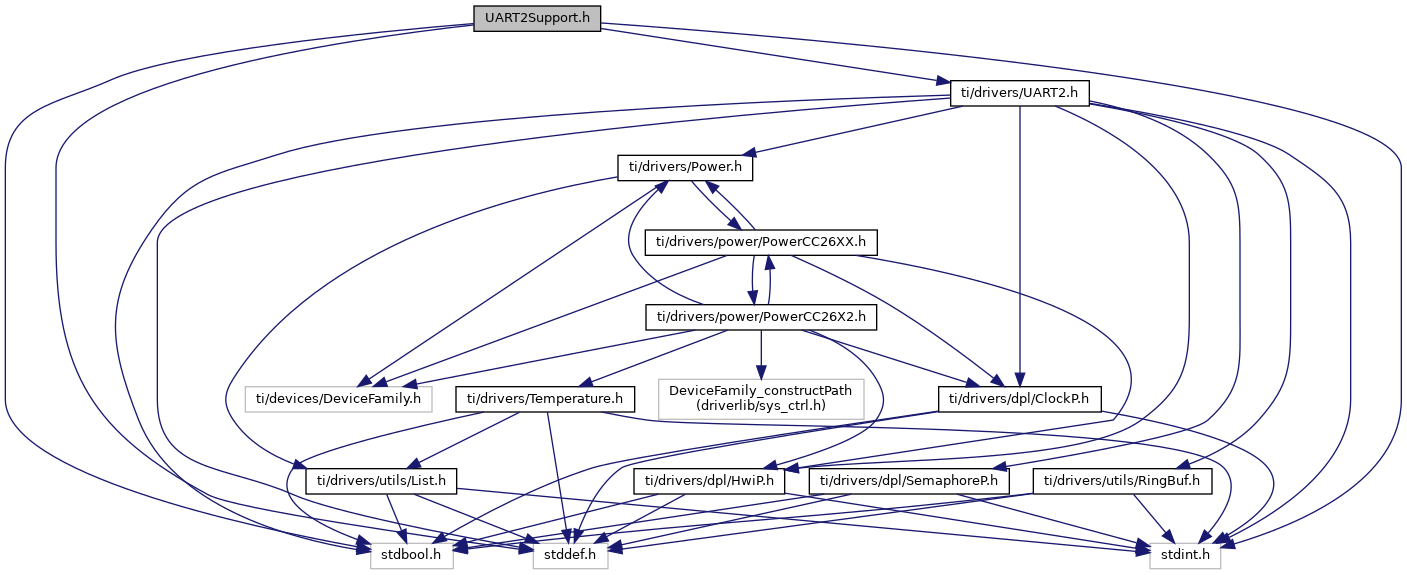 UART2Support.h
ti/drivers/UART2.h
ti/drivers/Power.h
ti/drivers/power/PowerCC26XX.h
ti/drivers/power/PowerCC26X2.h
ti/devices/DeviceFamily.h
ti/drivers/Temperature.h
DeviceFamily_constructPath
(driverlib/sys_ctrl.h)
ti/drivers/dpl/ClockP.h
ti/drivers/utils/List.h
ti/drivers/dpl/HwiP.h
ti/drivers/dpl/SemaphoreP.h
ti/drivers/utils/RingBuf.h
stdbool.h
stddef.h
stdint.h